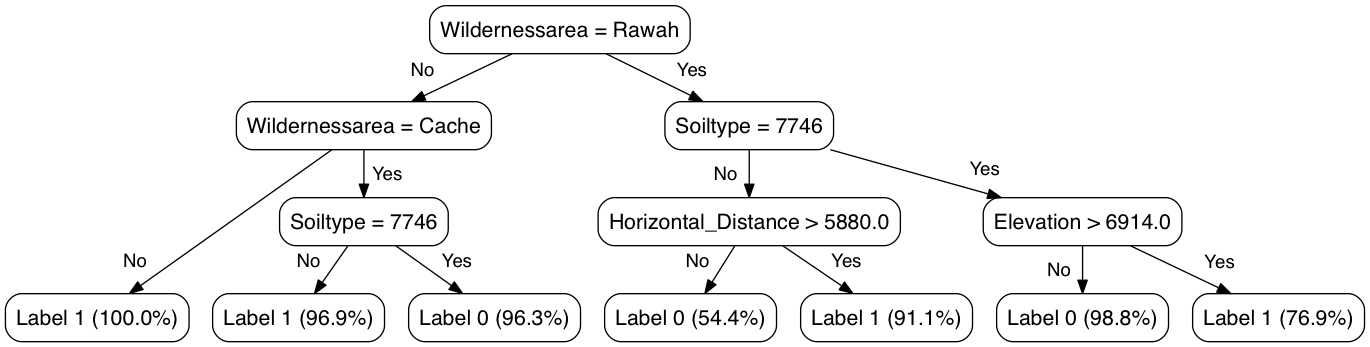 Wildernessarea = Rawah
No
Yes
Wildernessarea = Cache
Soiltype = 7746
Yes
No
Yes
Soiltype = 7746
Horizontal_Distance > 5880.0
Elevation > 6914.0
No
No
Yes
No
Yes
No
Yes
Label 1 (100.0%)
Label 1 (96.9%)
Label 0 (96.3%)
Label 0 (54.4%)
Label 1 (91.1%)
Label 0 (98.8%)
Label 1 (76.9%)